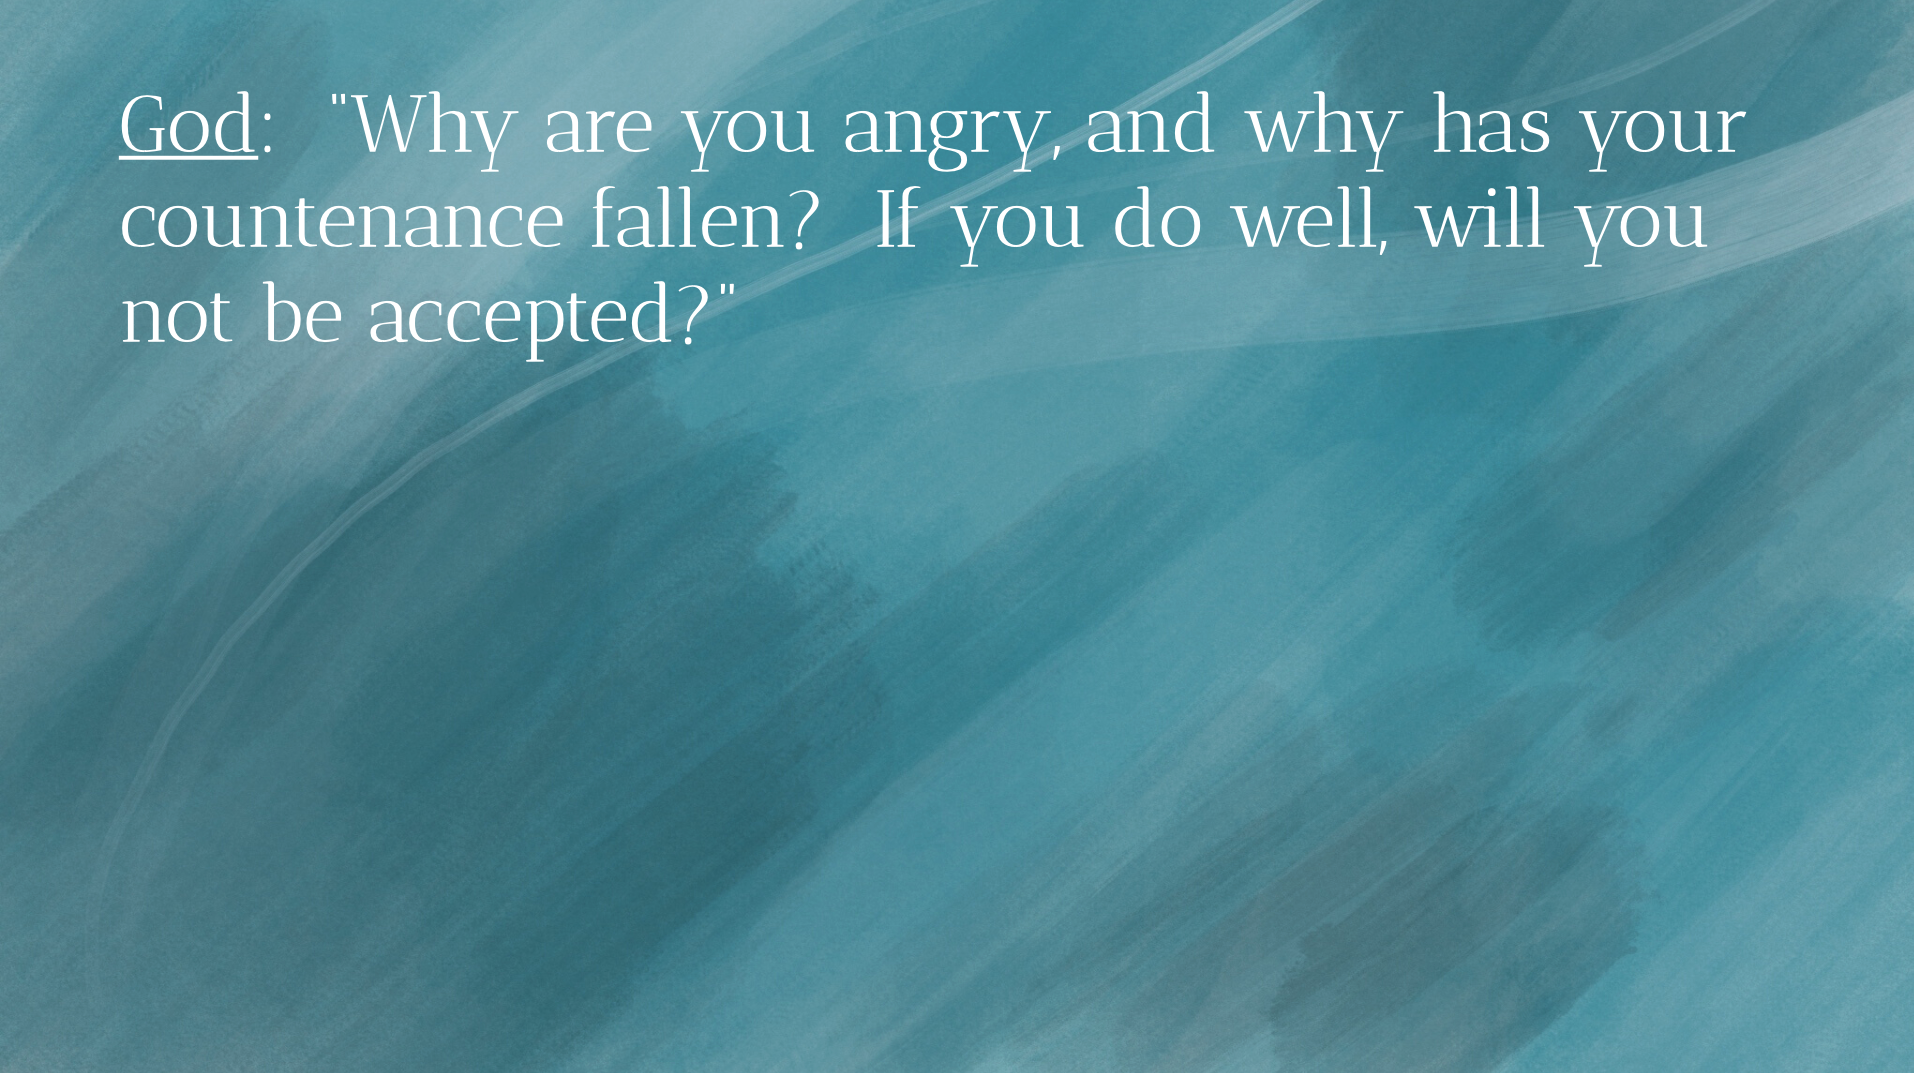 God:  "Why are you angry, and why has your
countenance fallen?  If you do well, will you
not be accepted?"